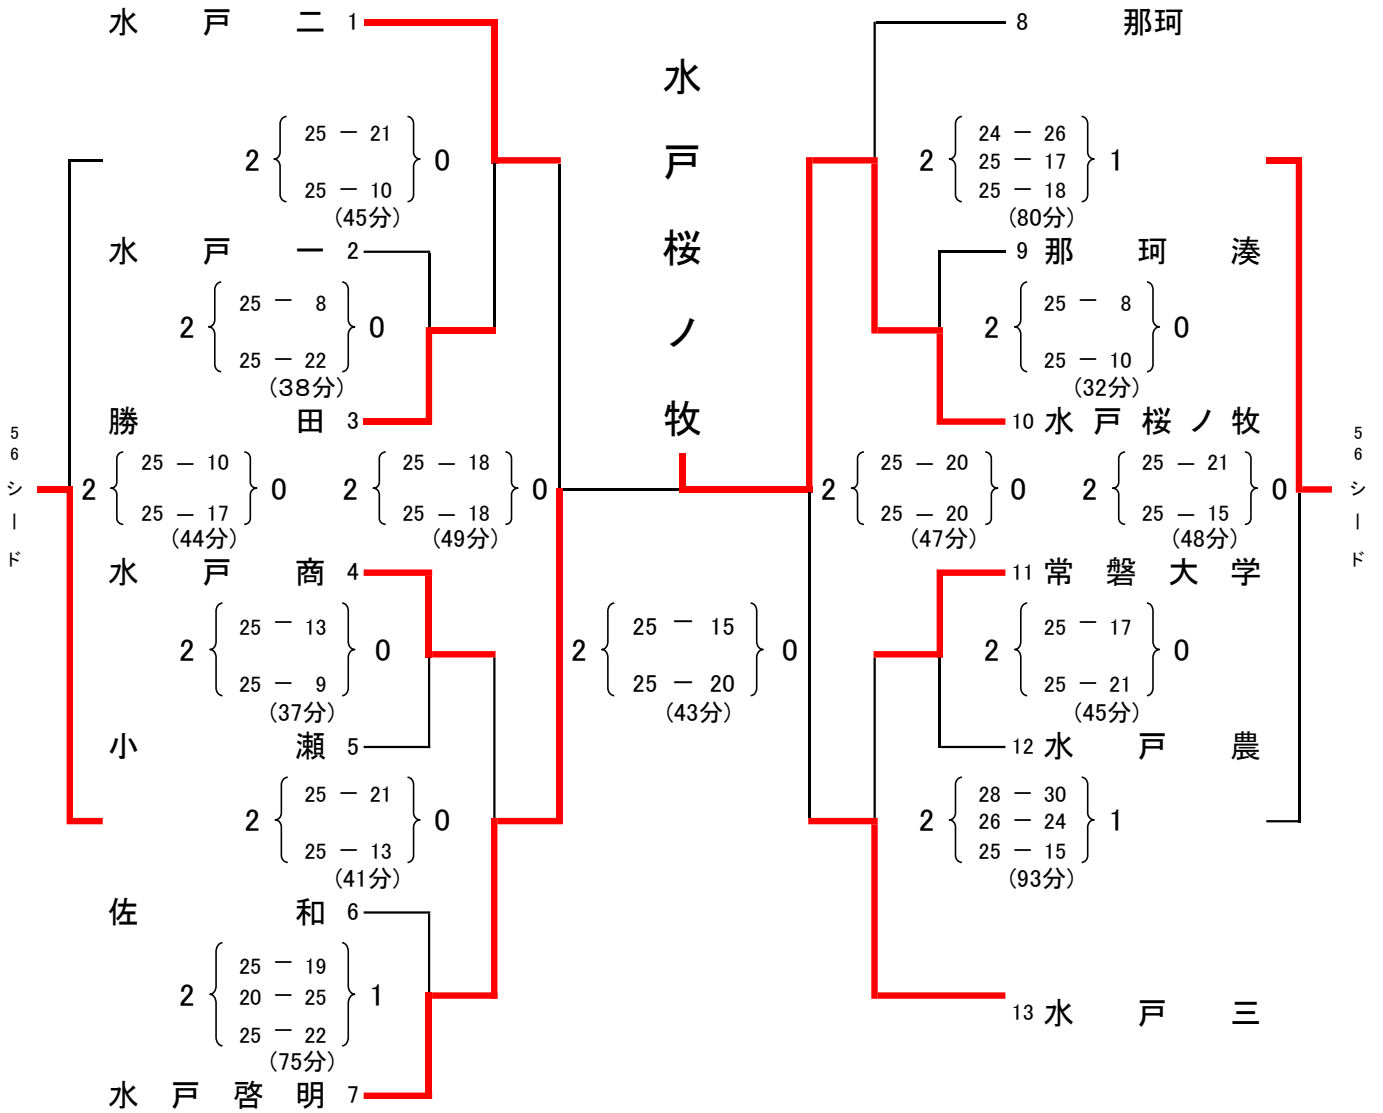 水戸二 1
8 那珂
水戸桜ノ牧
2 25 － 21 0
25 － 10
(45分)
2 24 － 26 1
25 － 17
25 － 18
(80分)
水戸一 2
9 那珂湊
2 25 － 8 0
25 － 22
(38分)
2 25 － 8 0
25 － 10
(32分)
勝田 3
10 水戸桜ノ牧
56シード
2 25 － 10 0
25 － 17
(44分)
2 25 － 18 0
25 － 18
(49分)
2 25 － 20 0
25 － 20
(47分)
2 25 － 21 0
25 － 15
(48分)
56シード
水戸商 4
11 常磐大学
2 25 － 13 0
25 － 9
(37分)
2 25 － 15 0
25 － 20
(43分)
2 25 － 17 0
25 － 21
(45分)
小瀬 5
12 水戸農
2 25 － 21 0
25 － 13
(41分)
2 28 － 30 1
26 － 24
25 － 15
(93分)
佐和 6
2 25 － 19 1
20 － 25
25 － 22
(75分)
13 水戸三
水戸啓明 7